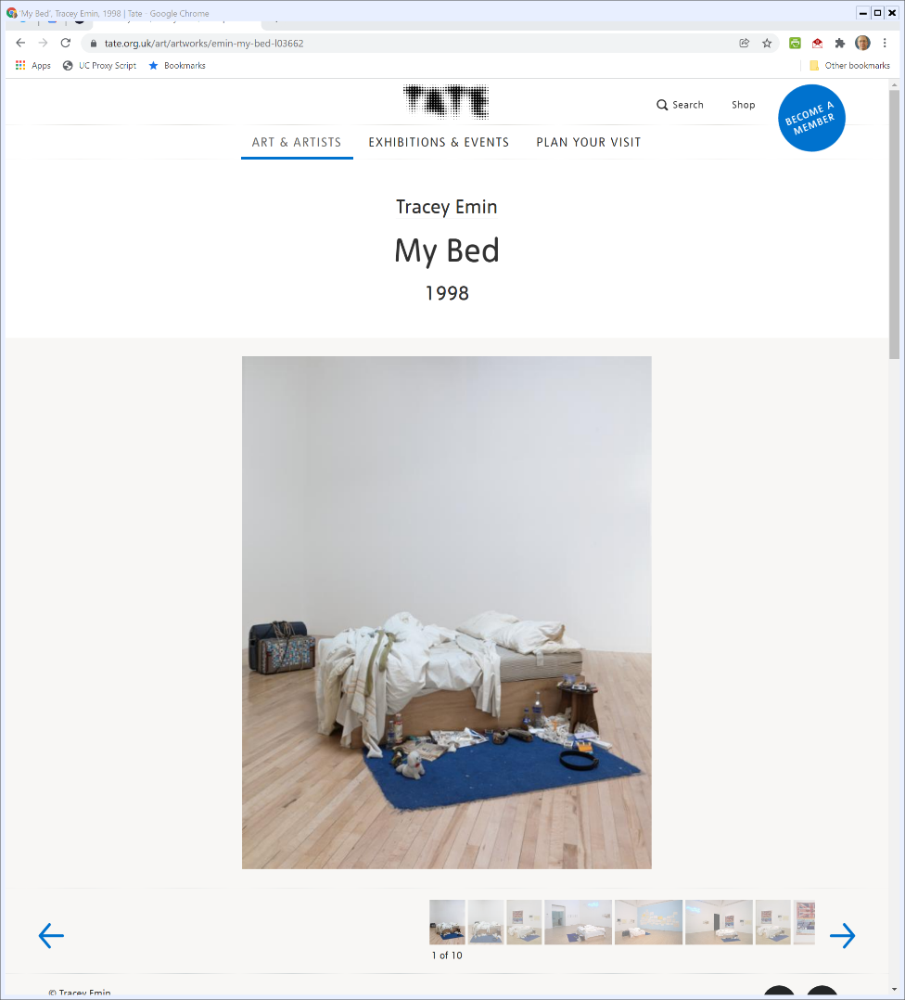 'My Bed', Tracey Emin, 1998 | Tate - Google Chrome
tate.org.uk/art/artworks/emin-my-bed-l03662
Apps
UC Proxy Script
Bookmarks
Other bookmarks
TATE
Search
Shop
BECOME A
MEMBER
ART & ARTISTS
EXHIBITIONS & EVENTS
PLAN YOUR VISIT
Tracey Emin
My Bed
1998
1 of 10
© Tracey Emin